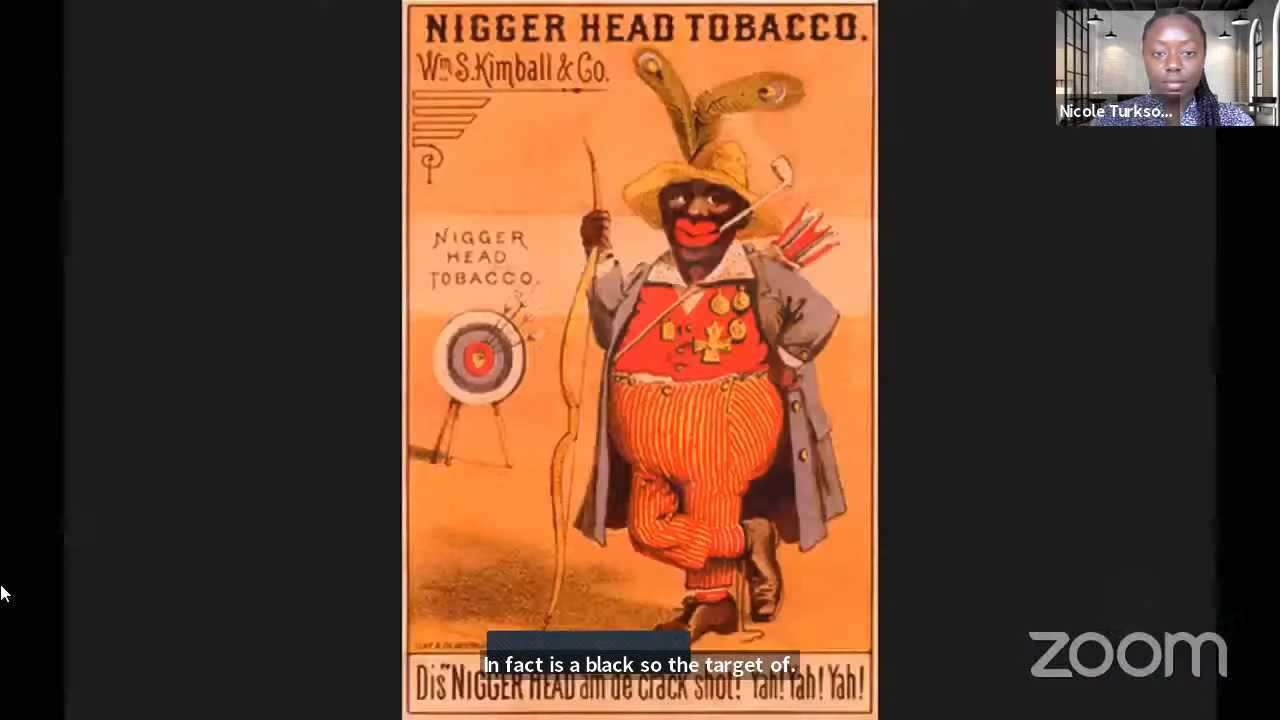 NIGGER HEAD TOBACCO.
Wm S. Kimball & Co.
Nicole Turkso...
NIGGER
HEAD
TOBACCO.
In fact is a black so the target of.
Dis "NIGGER HEAD am de crack shot! Yah! Yah! Yah!
zoom